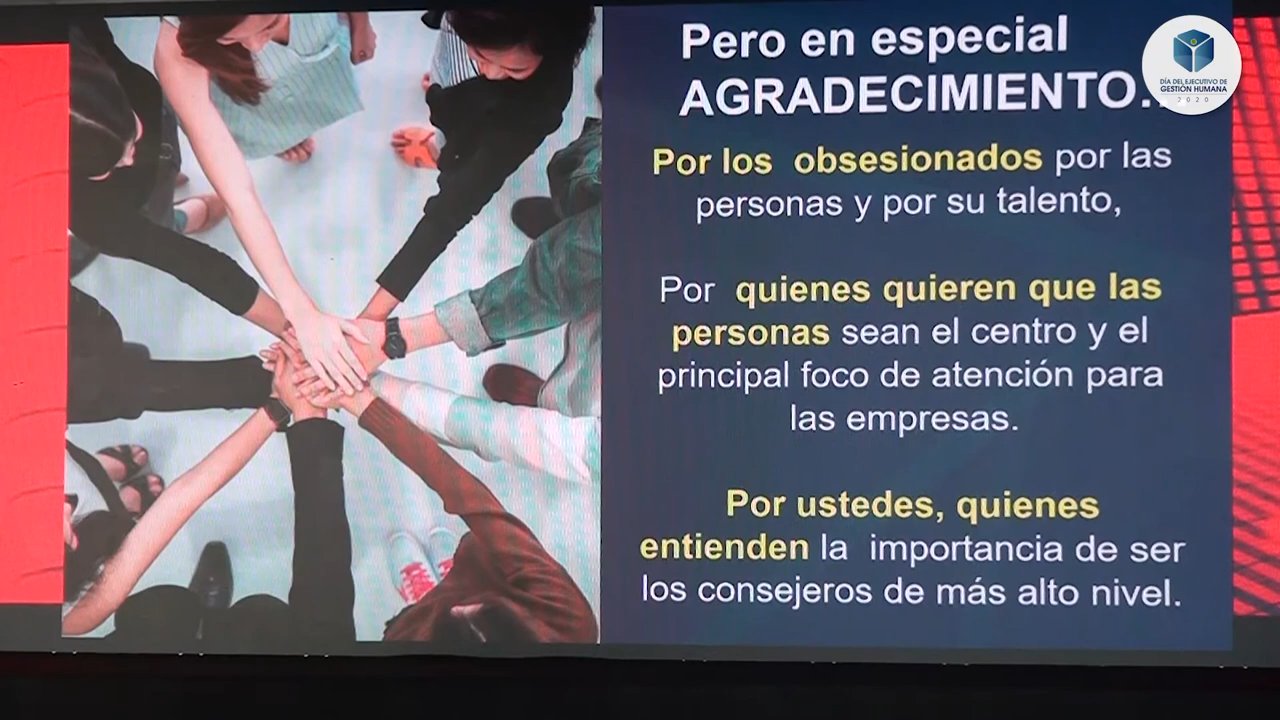 Pero en especial
AGRADECIMIENTO..
DÍA DEL EJECUTIVO DE
GESTIÓN HUMANA
2020
Por los obsesionados por las
personas y por su talento,
Por quienes quieren que las
personas sean el centro y el
principal foco de atención para
las empresas.
Por ustedes, quienes
entienden la importancia de ser
los consejeros de más alto nivel.